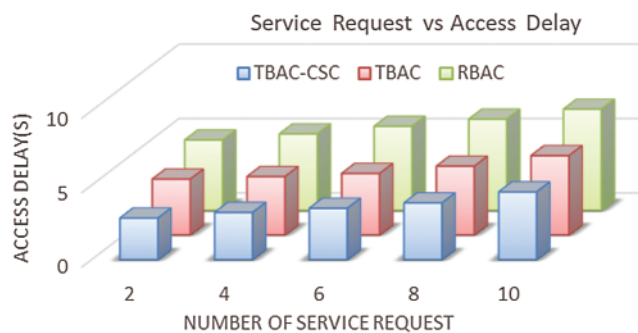 Service Request vs Access Delay
TBAC-CSC TBAC RBAC
ACCESS DELAY(S)
10
5
0
2 4 6 8 10
NUMBER OF SERVICE REQUEST